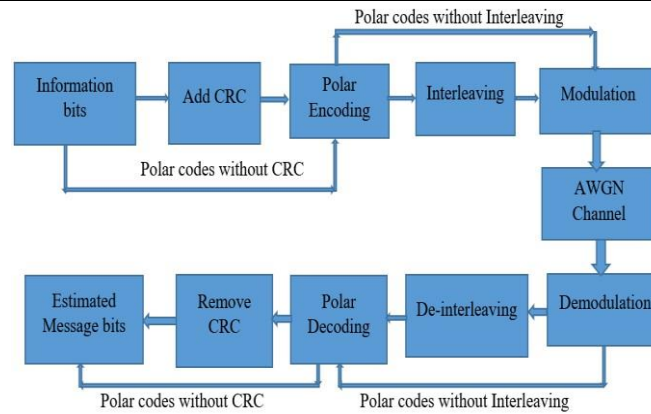 Polar codes without Interleaving
Information
bits
Add CRC
Polar
Encoding
Interleaving
Modulation
Polar codes without CRC
AWGN
Channel
Estimated
Message bits
Remove
CRC
Polar
Decoding
De-interleaving
Demodulation
Polar codes without CRC
Polar codes without Interleaving